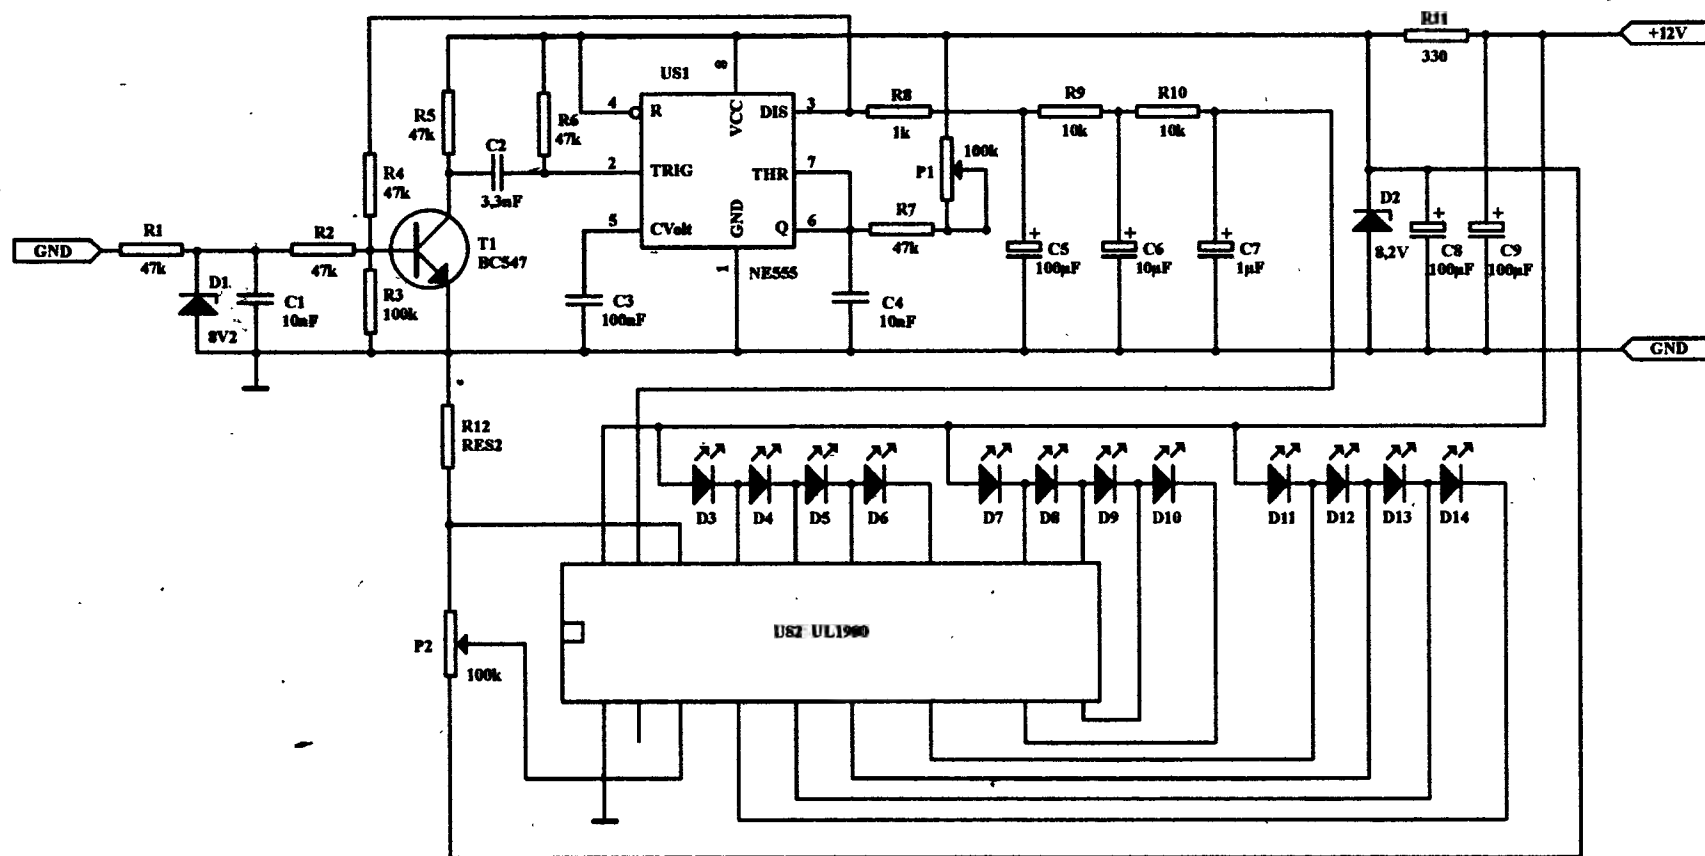 R11
+12V
330
US1
8
R5
47k
R6
47k
4
R
VCC
DIS
3
R8
1k
R9
10k
R10
10k
C2
3,3nF
2
TRIG
THR
7
P1
100k
R4
47k
5
CVolt
GND
Q
6
R7
47k
D2
8,2V
C8
100µF
C9
100µF
GND
R1
47k
R2
47k
T1
BC547
1
NE555
+
C5
100µF
+
C6
10µF
+
C7
1µF
+
+
D1
8V2
C1
10nF
R3
100k
C3
100nF
C4
10nF
GND
R12
RES2
D3
D4
D5
D6
D7
D8
D9
D10
D11
D12
D13
D14
US2 UL1980
P2
100k